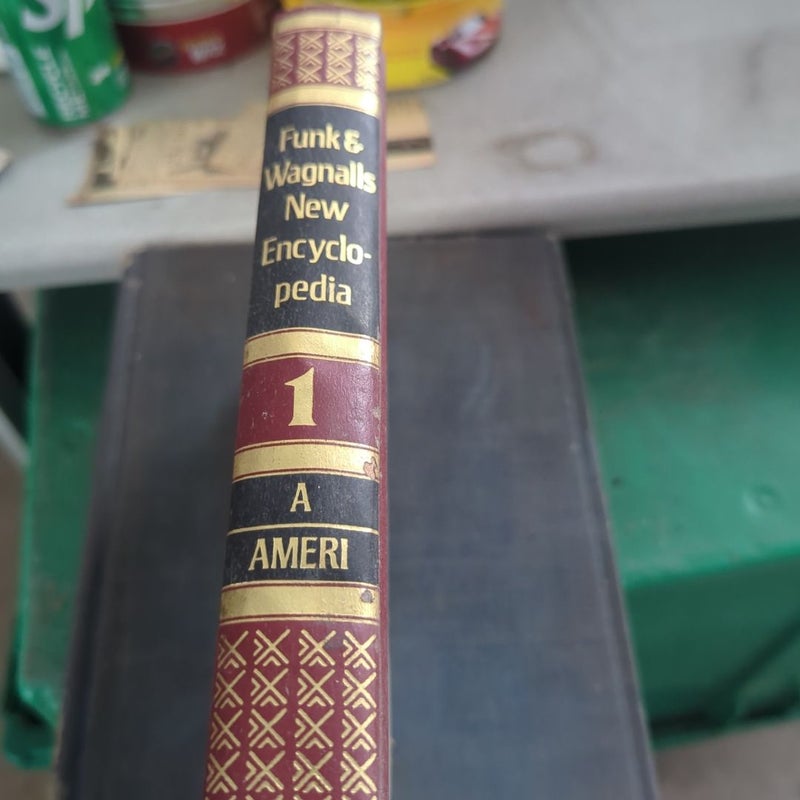 Funk &
Wagnalls
New
Encyclo-
pedia
1
A
AMERI